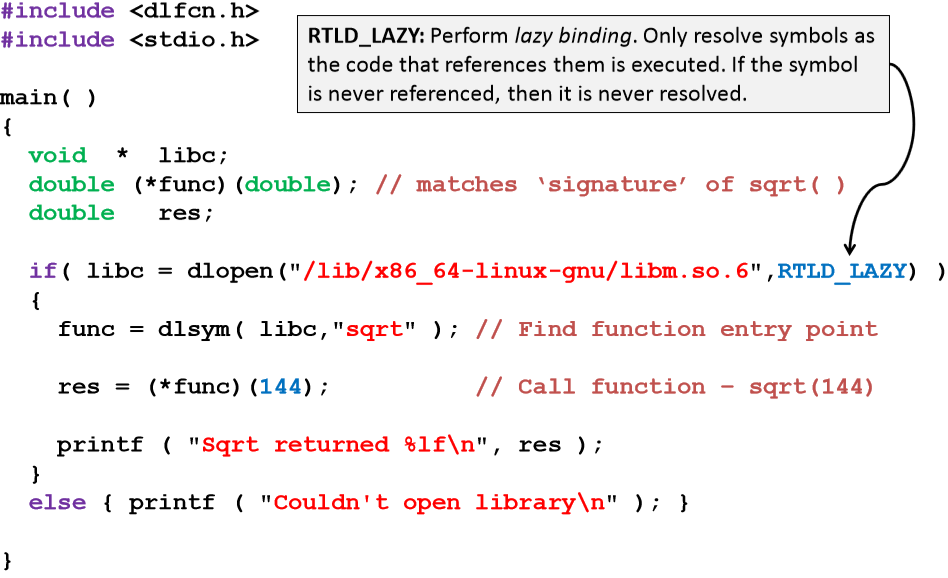 #include <dlfcn.h>
#include <stdio.h>
RTLD_LAZY: Perform lazy binding. Only resolve symbols as
the code that references them is executed. If the symbol
is never referenced, then it is never resolved.
main( )
{
void * libc;
double (*func)(double); // matches ‘signature’ of sqrt( )
double res;
if( libc = dlopen("/lib/x86_64-linux-gnu/libm.so.6",RTLD_LAZY) )
{
func = dlsym( libc,"sqrt" ); // Find function entry point
res = (*func)(144); // Call function – sqrt(144)
printf ( "Sqrt returned %lf\n", res );
}
else { printf ( "Couldn't open library\n" ); }
}